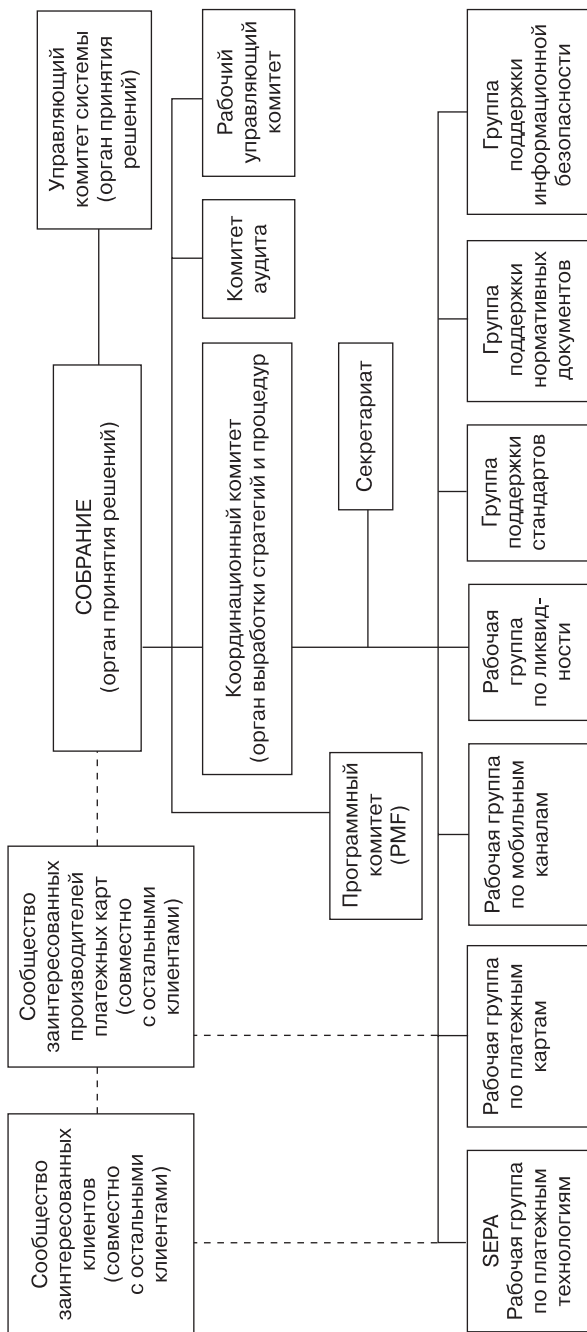 Сообщество
заинтересованных
клиентов
(совместно
с остальными
клиентами)
Сообщество
заинтересованных
производителей
платежных карт
(совместно
с остальными
клиентами)
СОБРАНИЕ
(орган принятия решений)
Управляющий
комитет системы
(орган принятия
решений)
Координационный комитет
(орган выработки стратегий и процедур
Комитет
аудита
Рабочий
управляющий
комитет
Программный
комитет
(PMF)
Секретариат
SEPA
Рабочая группа
по платежным
технологиям
Рабочая группа
по платежным
картам
Рабочая группа
по мобильным
каналам
Рабочая
группа
по ликвид-
ности
Группа
поддержки
стандартов
Группа
поддержки
нормативных
документов
Группа
поддержки
информационной
безопасности